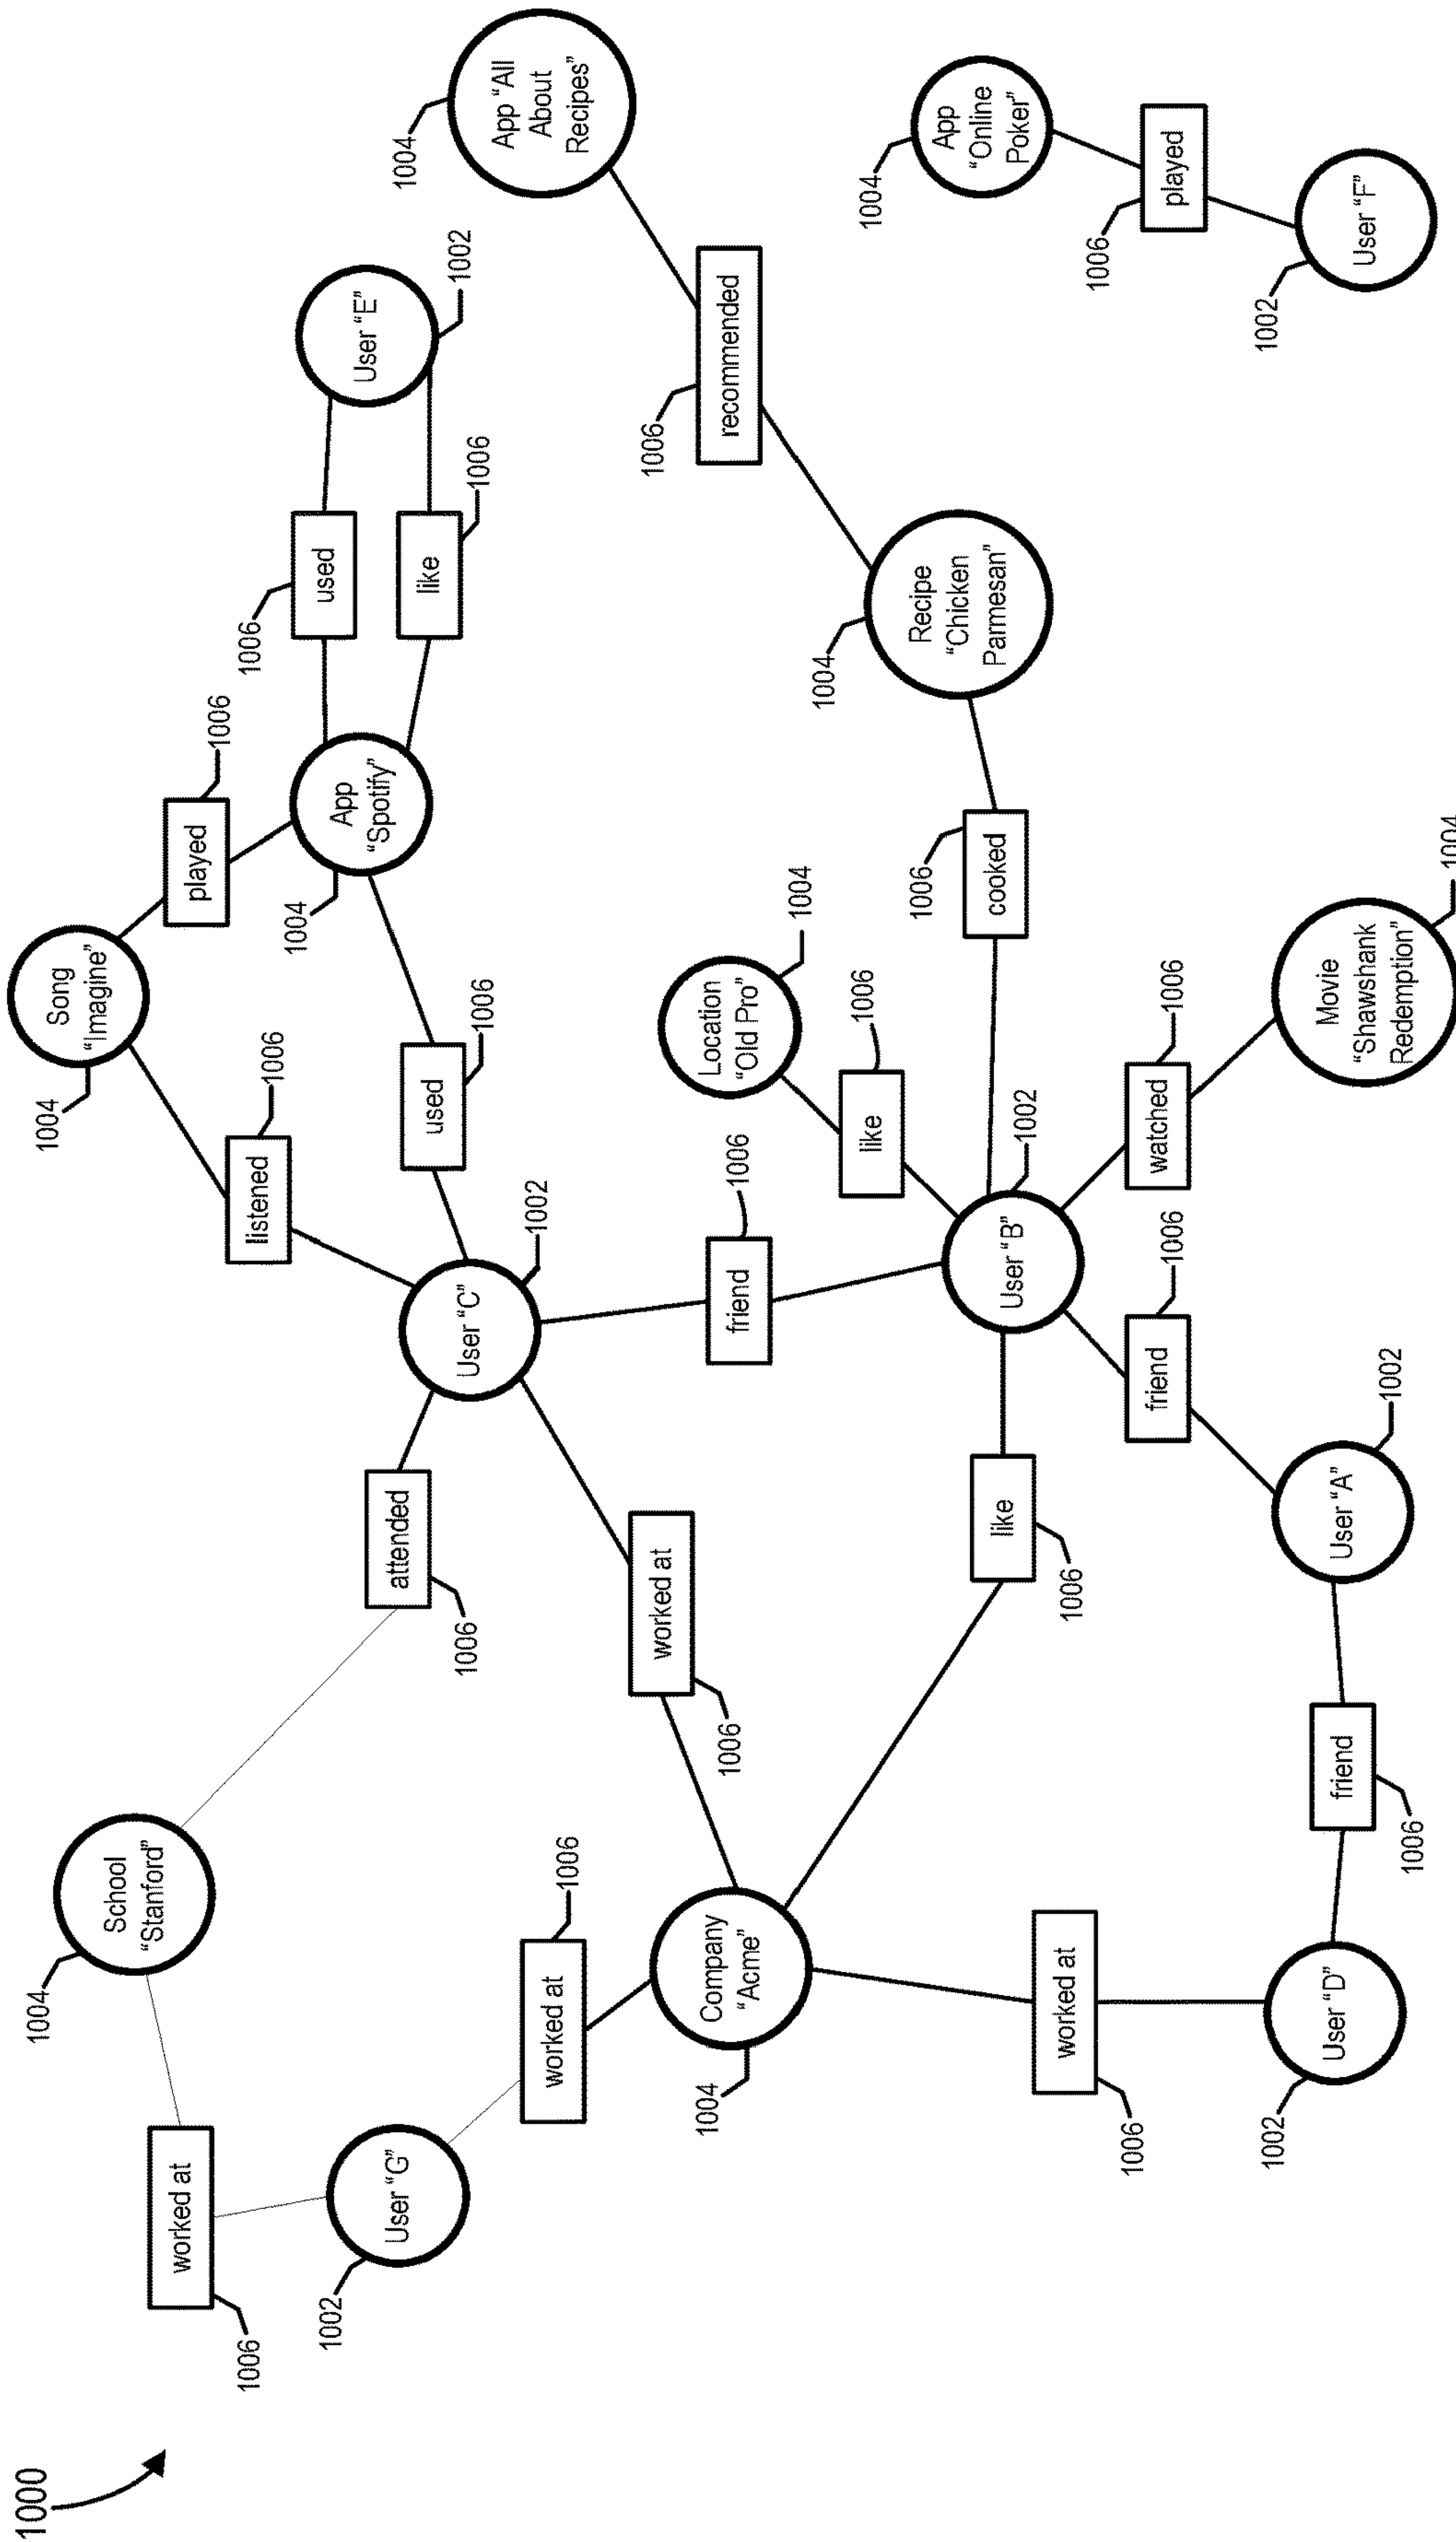 1000
1004
School
"Stanford"
1004
Song
"Imagine"
1006
worked at
played
1006
1006
listened
1006
1002
User "G"
1006
attended
1002
used
1006
1004
App
"Spotify"
1006
used
like
1006
User "E"
1002
1004
App "All
About
Recipes"
worked at
1006
1006
worked at
User "C"
friend
1006
1006
recommended
1004
Company
"Acme"
Location
"Old Pro"
1004
like
1006
1004
Recipe
"Chicken
Parmesan"
1004
App
"Online
Poker"
1006
worked at
like
1006
User "B"
1002
1006
cooked
1006
played
friend
1006
watched
1006
1002
User "D"
friend
1006
User "A"
1002
Movie
"Shawshank
Redemption"
1004
1002
User "F"